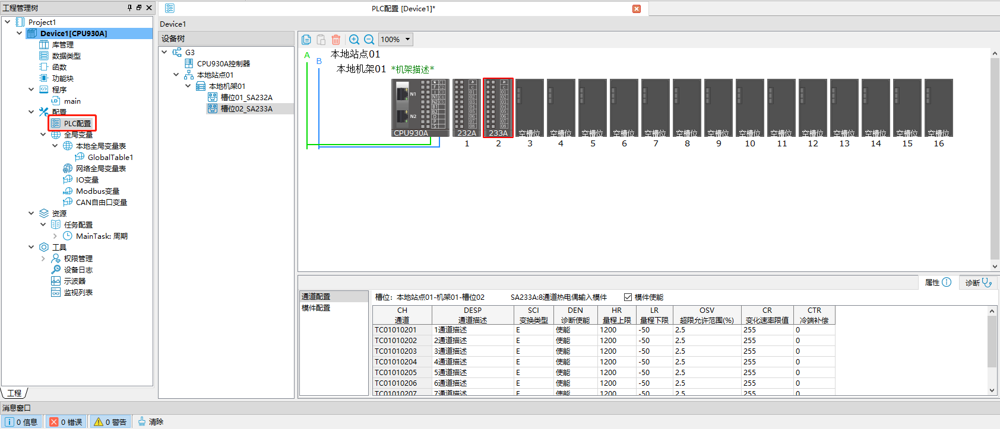 工程管理树
Project1
Device1[CPU930A]
库管理
数据类型
函数
功能块
程序
main
配置
PLC配置
全局变量
本地全局变量表
GlobalTable1
网络全局变量表
IO变量
Modbus变量
CAN自由口变量
资源
任务配置
MainTask: 周期
工具
权限管理
设备日志
示波器
监视列表
工程
PLC配置 [Device1]*
Device1
设备树
G3
CPU930A控制器
本地站点01
本地机架01
槽位01_SA232A
槽位02_SA233A
100%
A
B
本地站点01
本地机架01 *机架描述*
N1
N2
CPU930A 232A 233A 空槽位 空槽位 空槽位 空槽位 空槽位 空槽位 空槽位 空槽位 空槽位 空槽位 空槽位 空槽位 空槽位 空槽位
1 2 3 4 5 6 7 8 9 10 11 12 13 14 15 16
属性 诊断
通道配置
模件配置
槽位: 本地站点01-机架01-槽位02 SA233A:8通道热电偶输入模件 模件使能
CH DESP SCI DEN HR LR OSV CR CTR
通道 通道描述 变换类型 诊断使能 量程上限 量程下限 超限允许范围(%) 变化速率限值 冷端补偿
TC01010201 1通道描述 E 使能 1200 -50 2.5 255 0
TC01010202 2通道描述 E 使能 1200 -50 2.5 255 0
TC01010203 3通道描述 E 使能 1200 -50 2.5 255 0
TC01010204 4通道描述 E 使能 1200 -50 2.5 255 0
TC01010205 5通道描述 E 使能 1200 -50 2.5 255 0
TC01010206 6通道描述 E 使能 1200 -50 2.5 255 0
TC01010207 7通道描述 E 使能 1200 -50 2.5 255 0
消息窗口
0 信息 0 错误 0 警告 清除